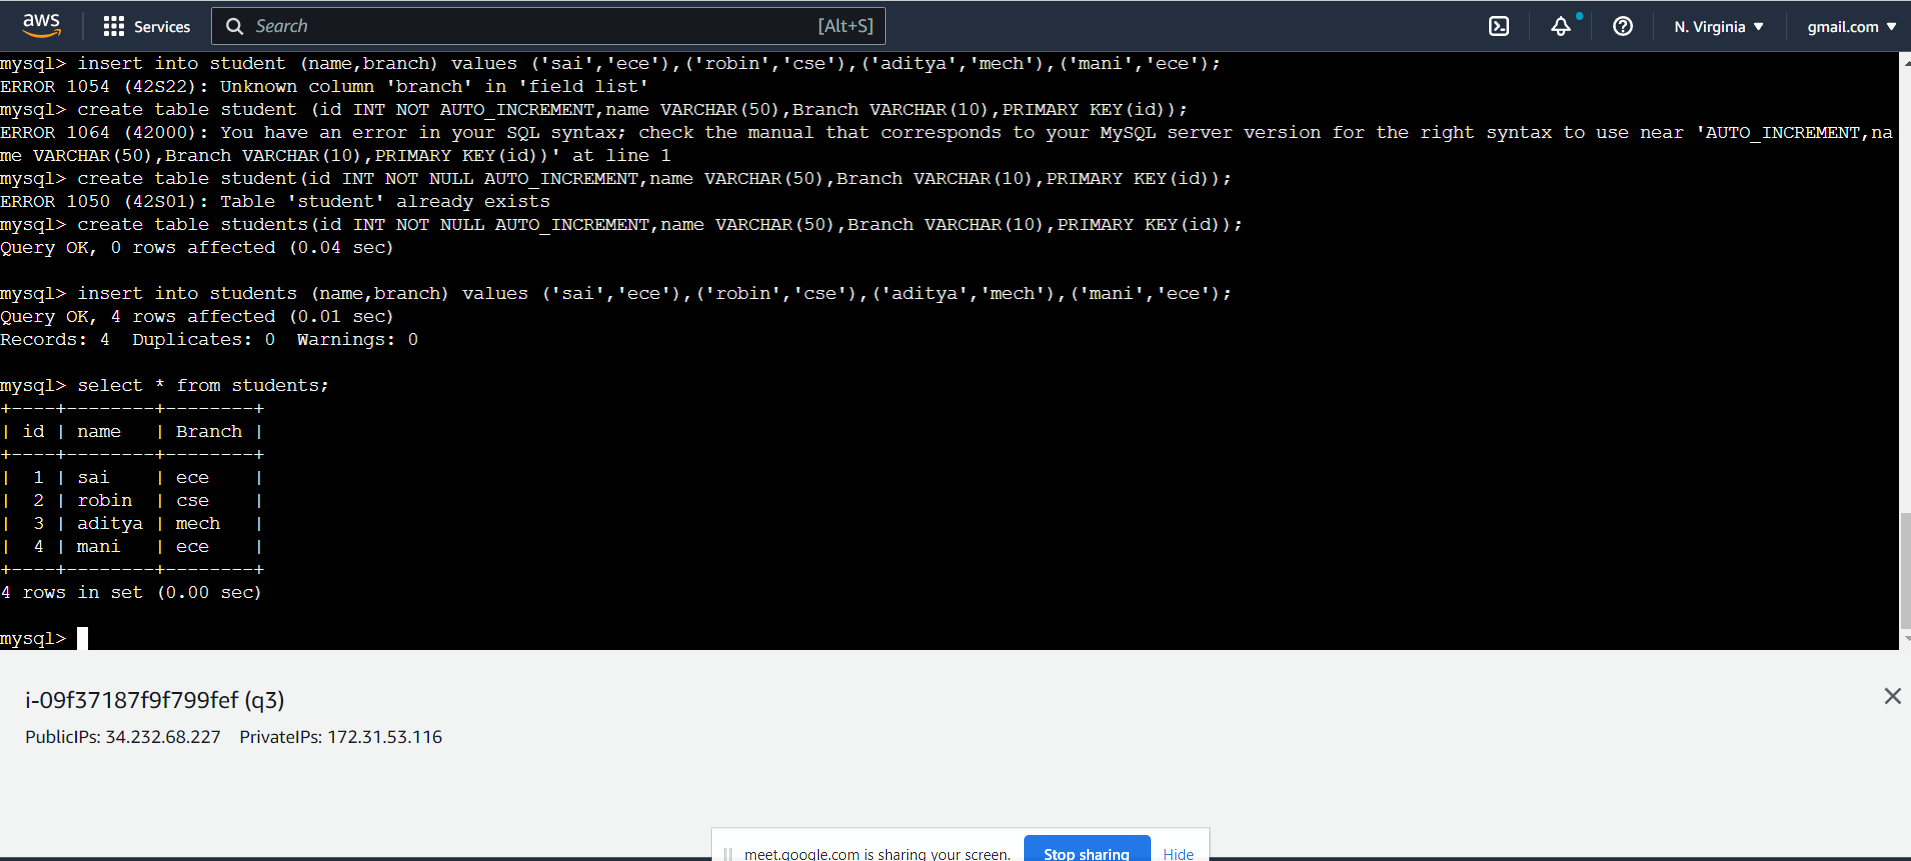 aws Services Search [Alt+S] N. Virginia ▼ gmail.com ▼
mysql> insert into student (name,branch) values ('sai','ece'),('robin','cse'),('aditya','mech'),('mani','ece');
ERROR 1054 (42S22): Unknown column 'branch' in 'field list'
mysql> create table student (id INT NOT AUTO_INCREMENT,name VARCHAR(50),Branch VARCHAR(10),PRIMARY KEY(id));
ERROR 1064 (42000): You have an error in your SQL syntax; check the manual that corresponds to your MySQL server version for the right syntax to use near 'AUTO_INCREMENT,na
me VARCHAR(50),Branch VARCHAR(10),PRIMARY KEY(id))' at line 1
mysql> create table student(id INT NOT NULL AUTO_INCREMENT,name VARCHAR(50),Branch VARCHAR(10),PRIMARY KEY(id));
ERROR 1050 (42S01): Table 'student' already exists
mysql> create table students(id INT NOT NULL AUTO_INCREMENT,name VARCHAR(50),Branch VARCHAR(10),PRIMARY KEY(id));
Query OK, 0 rows affected (0.04 sec)
mysql> insert into students (name,branch) values ('sai','ece'),('robin','cse'),('aditya','mech'),('mani','ece');
Query OK, 4 rows affected (0.01 sec)
Records: 4  Duplicates: 0  Warnings: 0
mysql> select * from students;
+----+--------+--------+
| id | name   | Branch |
+----+--------+--------+
|  1 | sai    | ece    |
|  2 | robin  | cse    |
|  3 | aditya | mech   |
|  4 | mani   | ece    |
+----+--------+--------+
4 rows in set (0.00 sec)
mysql>
i-09f37187f9f799fef (q3)
PublicIPs: 34.232.68.227 PrivateIPs: 172.31.53.116
meet.google.com is sharing your screen. Stop sharing Hide